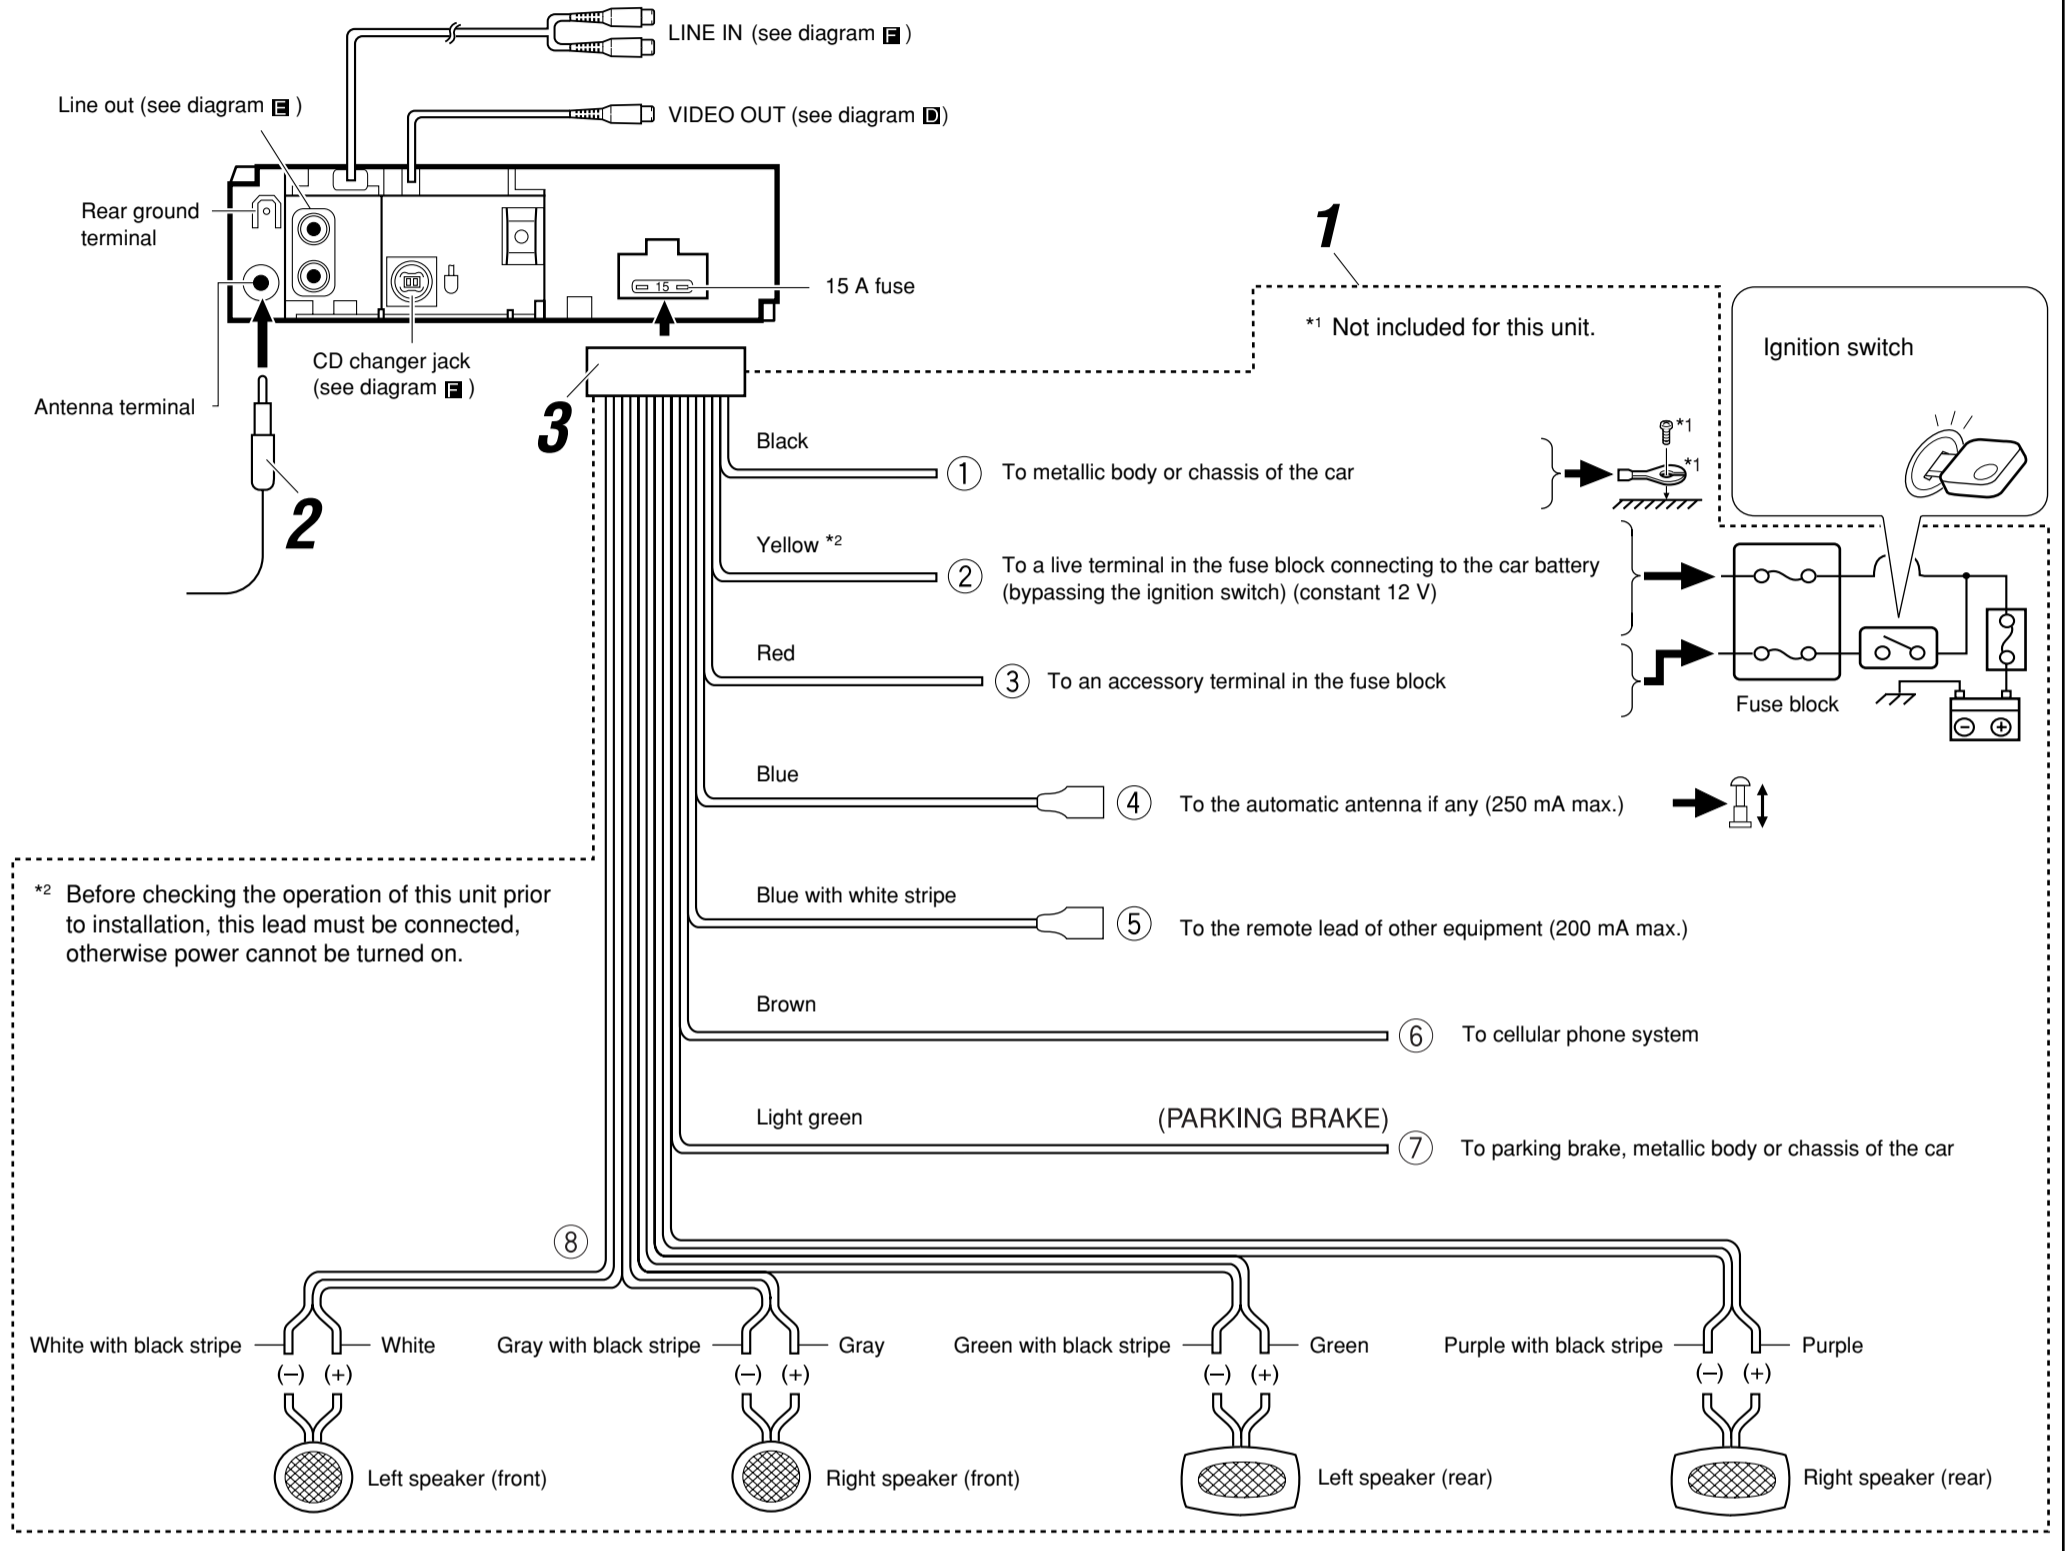 LINE IN (see diagram F )
Line out (see diagram E )
VIDEO OUT (see diagram D)
Rear ground
terminal
15
15 A fuse
CD changer jack
(see diagram F )
Antenna terminal
1
2
3
*1 Not included for this unit.
Ignition switch
Black
① To metallic body or chassis of the car
*1
*1
Yellow *2
② To a live terminal in the fuse block connecting to the car battery
(bypassing the ignition switch) (constant 12 V)
Red
③ To an accessory terminal in the fuse block
Fuse block
− +
Blue
④ To the automatic antenna if any (250 mA max.)
*2 Before checking the operation of this unit prior
to installation, this lead must be connected,
otherwise power cannot be turned on.
Blue with white stripe
⑤ To the remote lead of other equipment (200 mA max.)
Brown
⑥ To cellular phone system
Light green (PARKING BRAKE)
⑦ To parking brake, metallic body or chassis of the car
⑧
White with black stripe White Gray with black stripe Gray Green with black stripe Green Purple with black stripe Purple
(−) (+) (−) (+) (−) (+) (−) (+)
Left speaker (front) Right speaker (front) Left speaker (rear) Right speaker (rear)